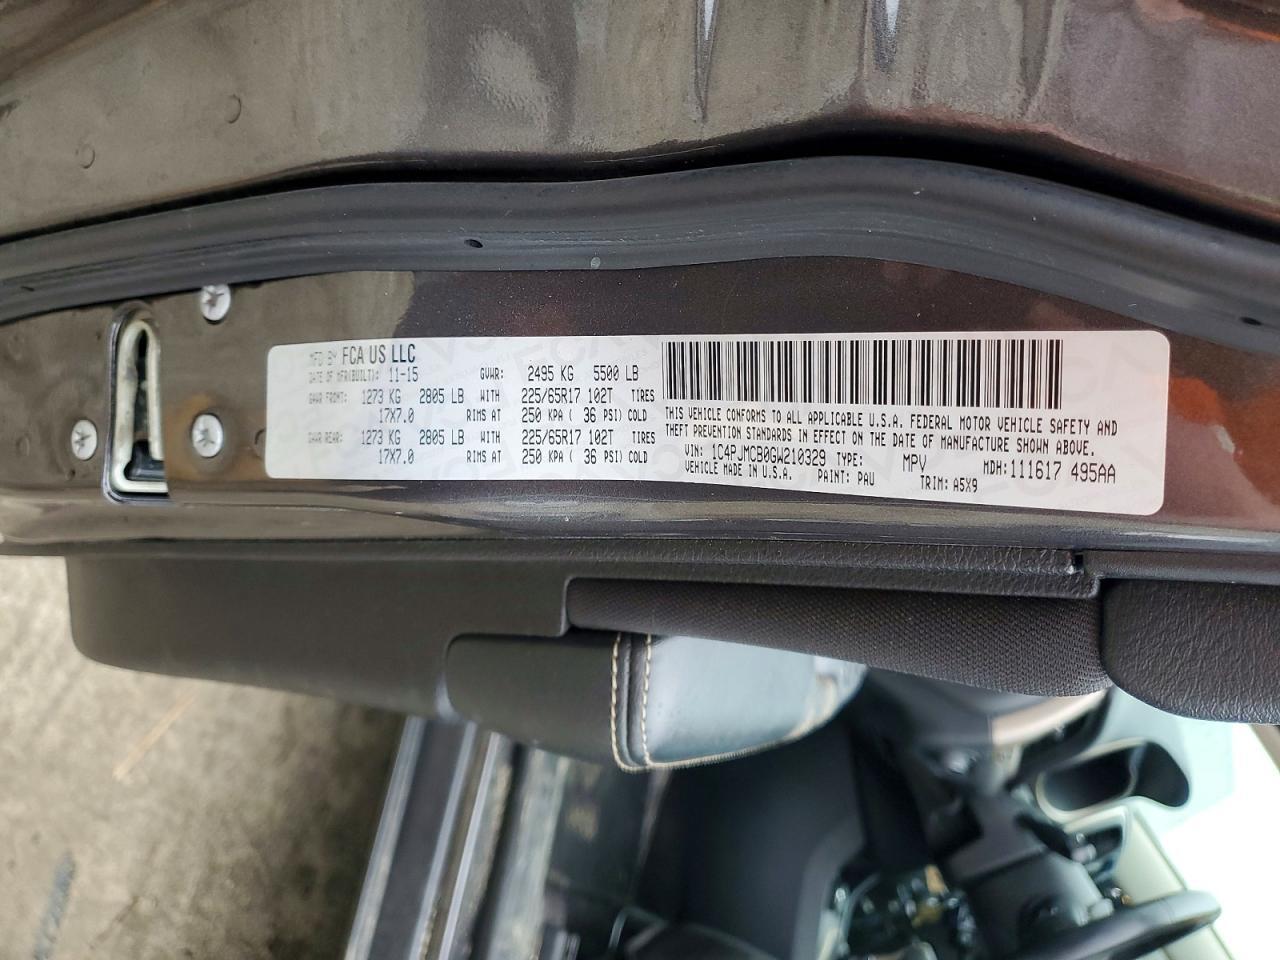 MFD BY FCA US LLC
DATE OF MFR(BUILT): 11-15 GVWR: 2495 KG 5500 LB
GAWR FRONT: 1273 KG 2805 LB WITH 225/65R17 102T TIRES
17X7.0 RIMS AT 250 KPA ( 36 PSI) COLD
GAWR REAR: 1273 KG 2805 LB WITH 225/65R17 102T TIRES
17X7.0 RIMS AT 250 KPA ( 36 PSI) COLD
THIS VEHICLE CONFORMS TO ALL APPLICABLE U.S.A. FEDERAL MOTOR VEHICLE SAFETY AND
THEFT PREVENTION STANDARDS IN EFFECT ON THE DATE OF MANUFACTURE SHOWN ABOVE.
VIN: 1C4PJMCB0GW210329 TYPE: MPV MDH: 111617 495AA
VEHICLE MADE IN U.S.A. PAINT: PAU TRIM: A5X9